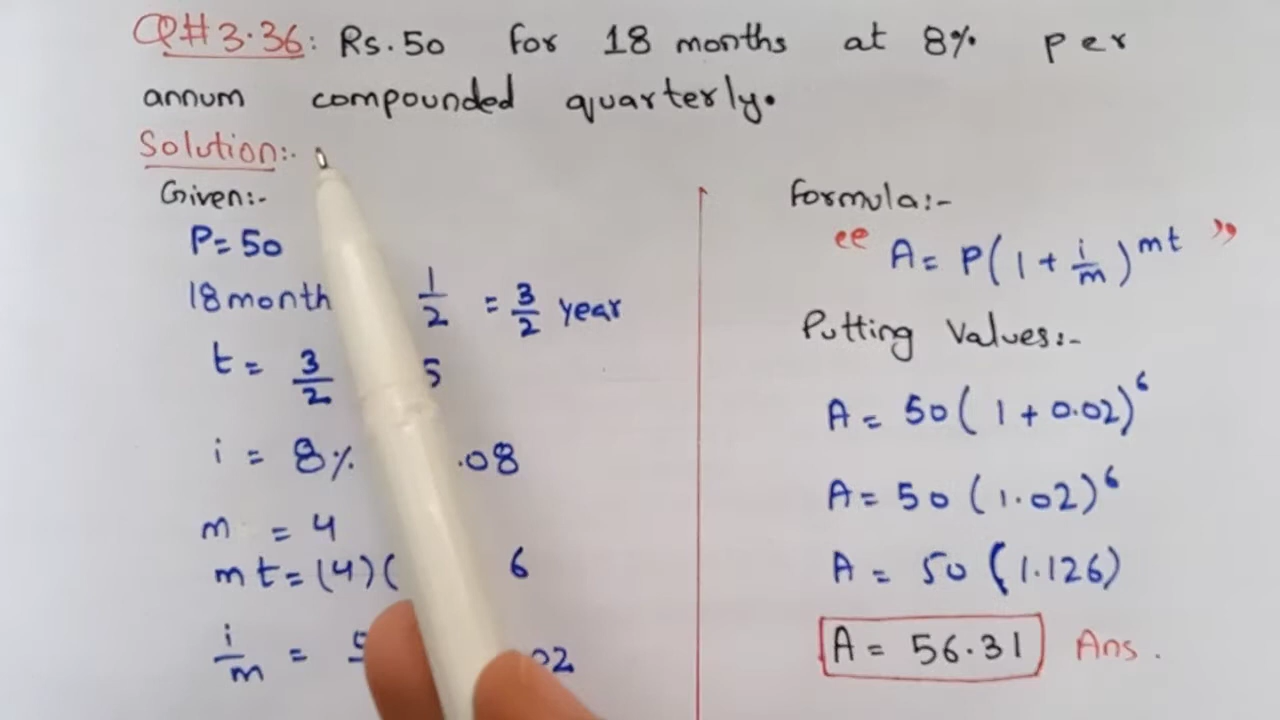 Q#3.36: Rs.50 for 18 months at 8% per
annum compounded quarterly.
Solution:-
Given:-
P=50
18month 1/2 = 3/2 year
t = 3/2 5
i = 8% .08
m = 4
mt=(4)( 6
i/m = 02
Formula:-
“ A= P(1+i/m)^mt ”
Putting Values:-
A= 50(1+0.02)^6
A= 50(1.02)^6
A= 50(1.126)
A= 56.31 Ans.